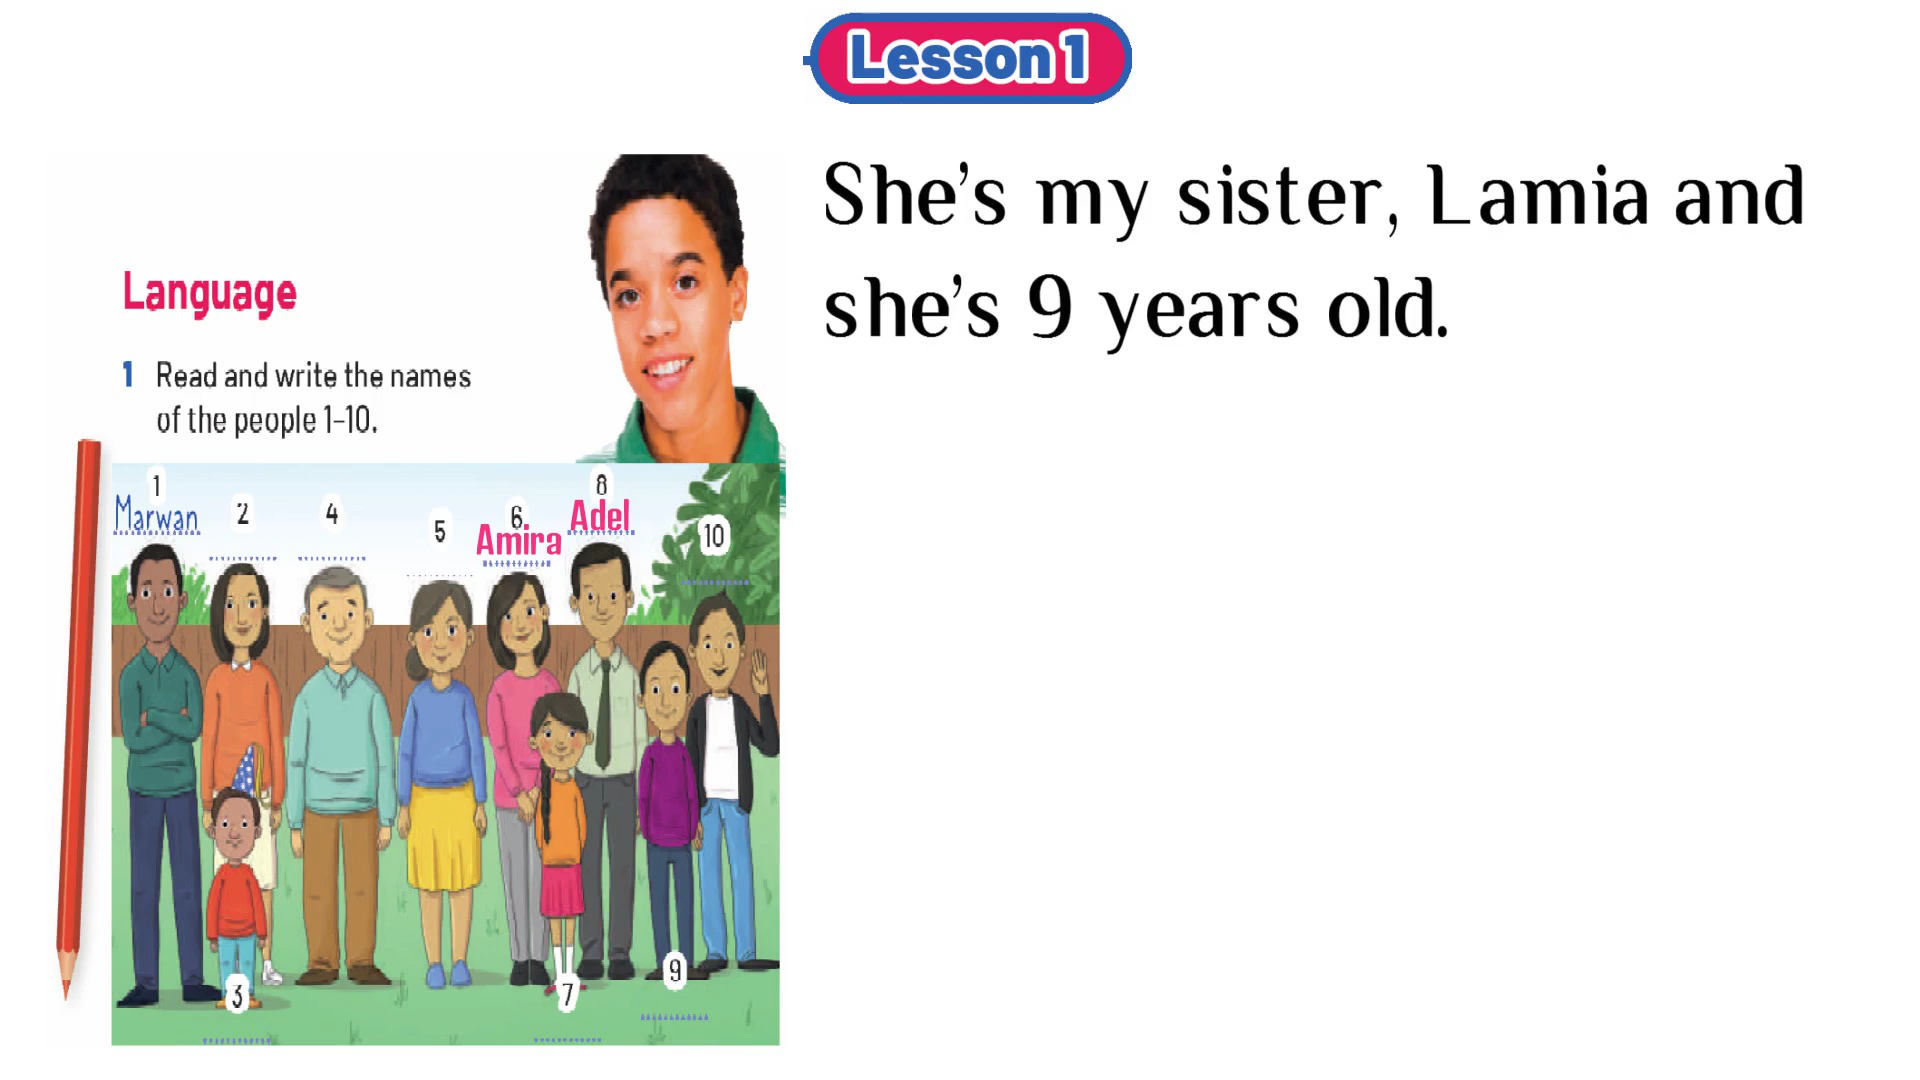 Lesson 1
She's my sister, Lamia and
she's 9 years old.
Language
1 Read and write the names
of the people 1–10.
1
Marwan
2
4
5
6
Amira
8
Adel
10
3
7
9